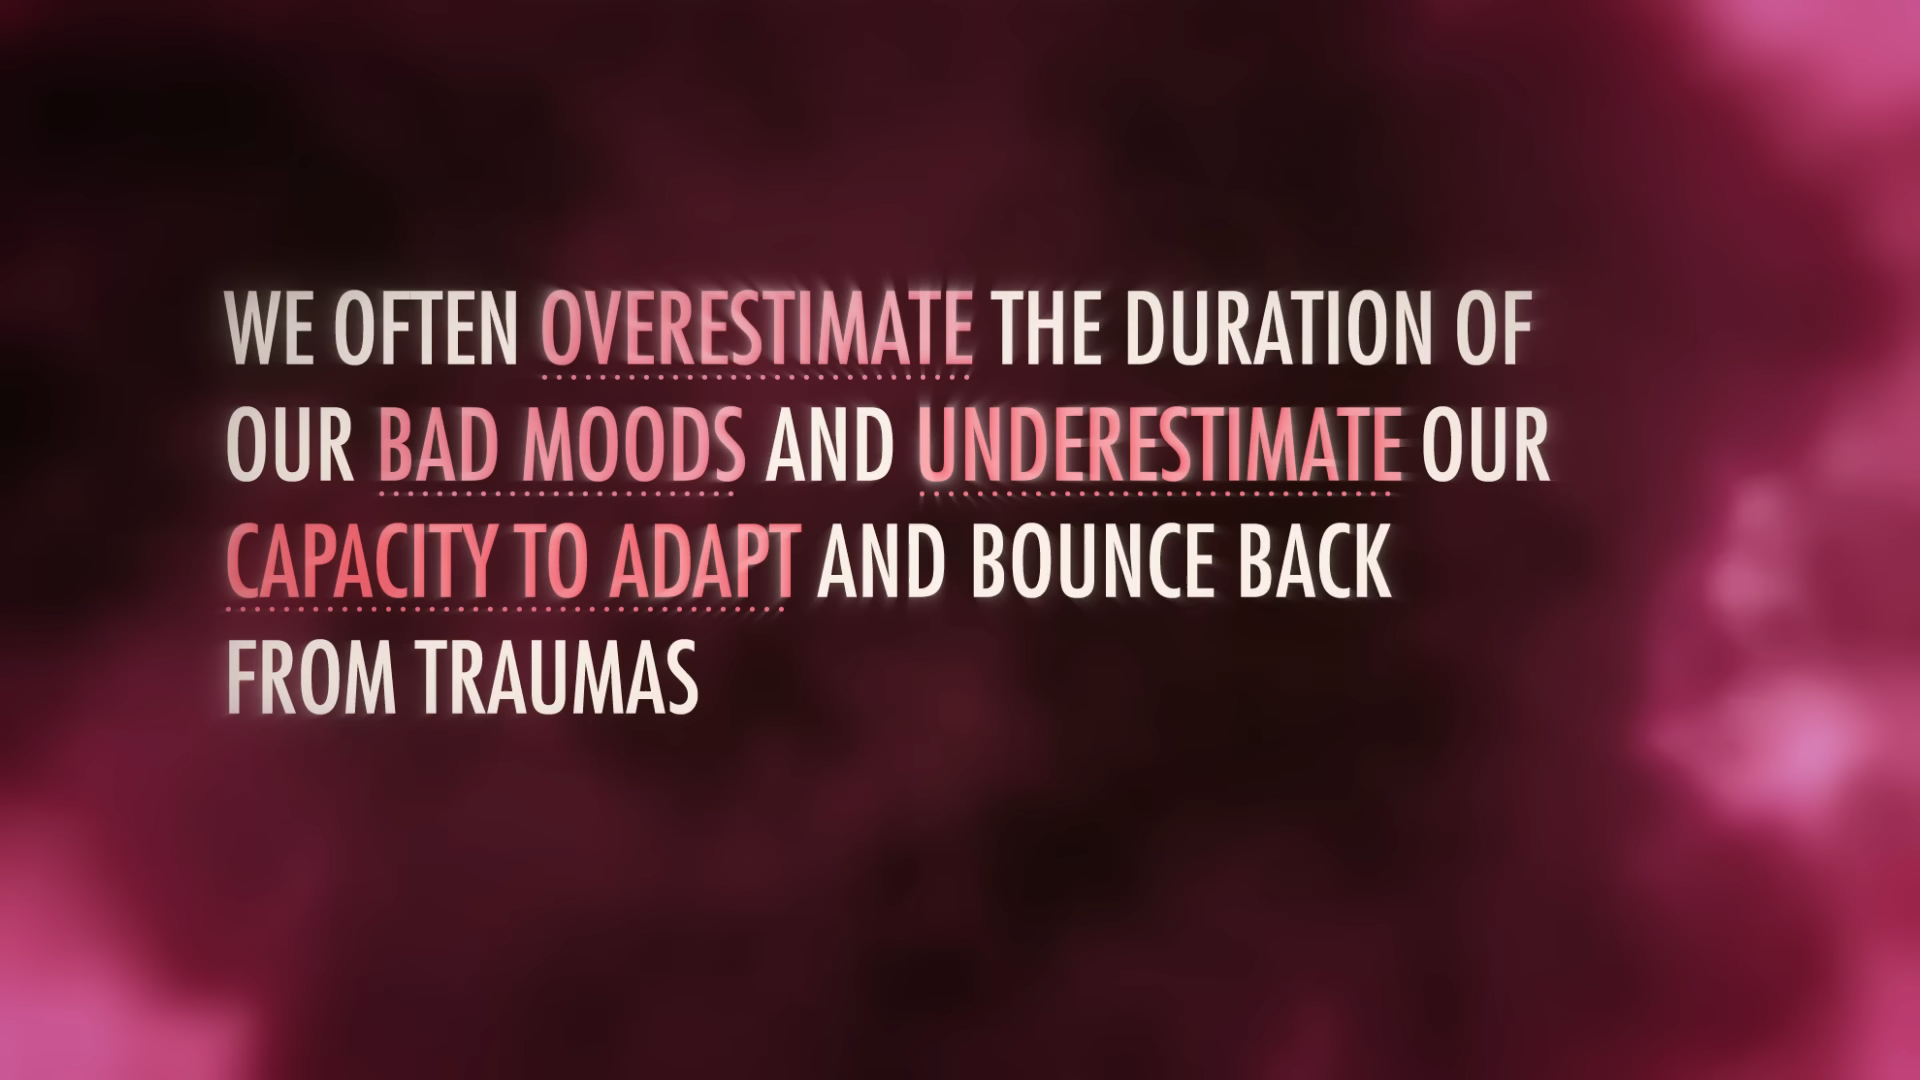 WE OFTEN OVERESTIMATE THE DURATION OF
OUR BAD MOODS AND UNDERESTIMATE OUR
CAPACITY TO ADAPT AND BOUNCE BACK
FROM TRAUMAS